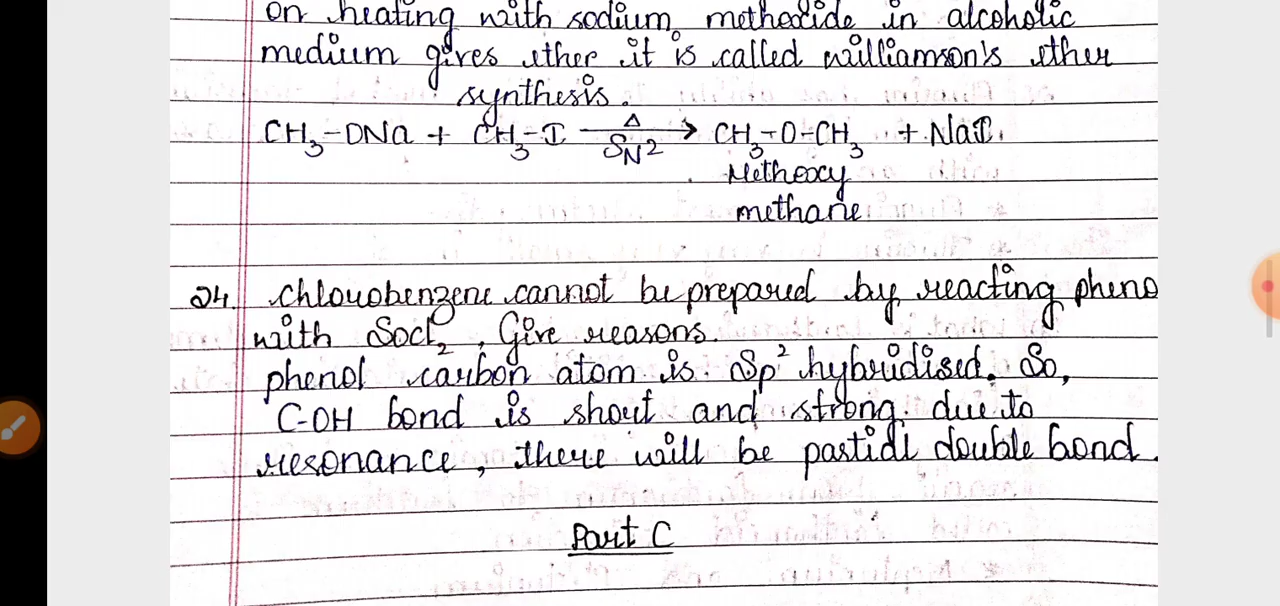 on heating with sodium methoxide in alcoholic
medium gives ether it is called williamson's ether
synthesis.
CH₃-ONa + CH₃-I →(Δ, SN²) CH₃-O-CH₃ + NaI.
Methoxy
methane
24. chlorobenzene cannot be prepared by reacting pheno
with SOCl₂, Give reasons.
phenol carbon atom is Sp² hybridised. So,
C-OH bond is short and strong. due to
resonance, there will be partial double bond.
Part C